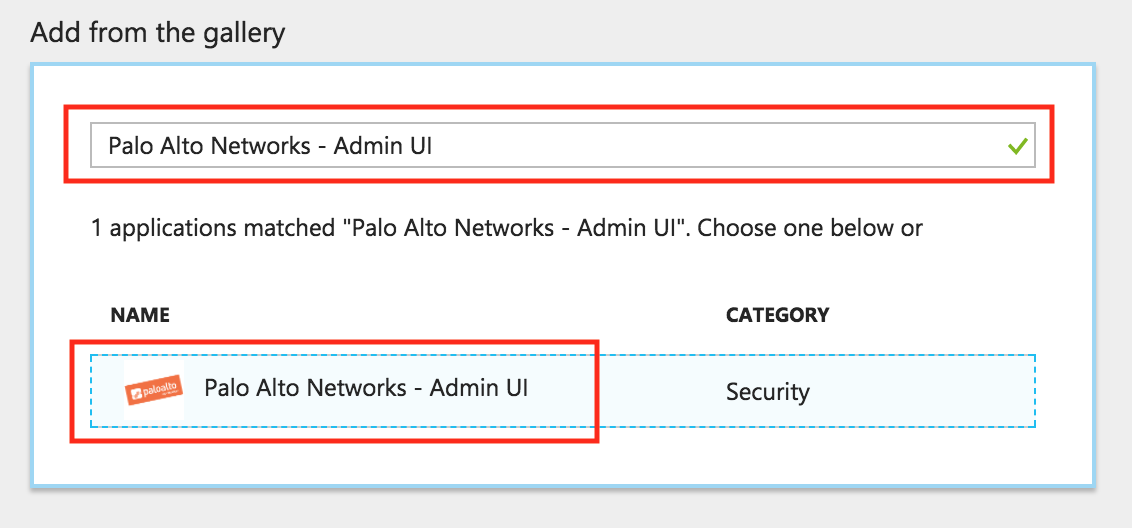 Add from the gallery
Palo Alto Networks - Admin UI
1 applications matched "Palo Alto Networks - Admin UI". Choose one below or
NAME CATEGORY
paloalto
Palo Alto Networks - Admin UI Security